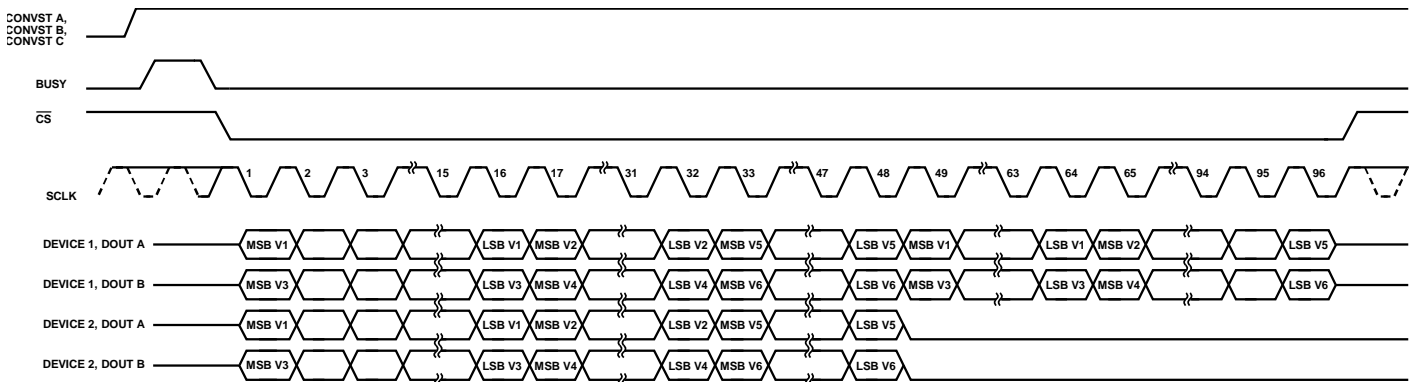 CONVST A,
CONVST B,
CONVST C
BUSY
CS
SCLK
1 2 3 15 16 17 31 32 33 47 48 49 63 64 65 94 95 96
DEVICE 1, DOUT A MSB V1 LSB V1 MSB V2 LSB V2 MSB V5 LSB V5 MSB V1 LSB V1 MSB V2 LSB V5
DEVICE 1, DOUT B MSB V3 LSB V3 MSB V4 LSB V4 MSB V6 LSB V6 MSB V3 LSB V3 MSB V4 LSB V6
DEVICE 2, DOUT A MSB V1 LSB V1 MSB V2 LSB V2 MSB V5 LSB V5
DEVICE 2, DOUT B MSB V3 LSB V3 MSB V4 LSB V4 MSB V6 LSB V6